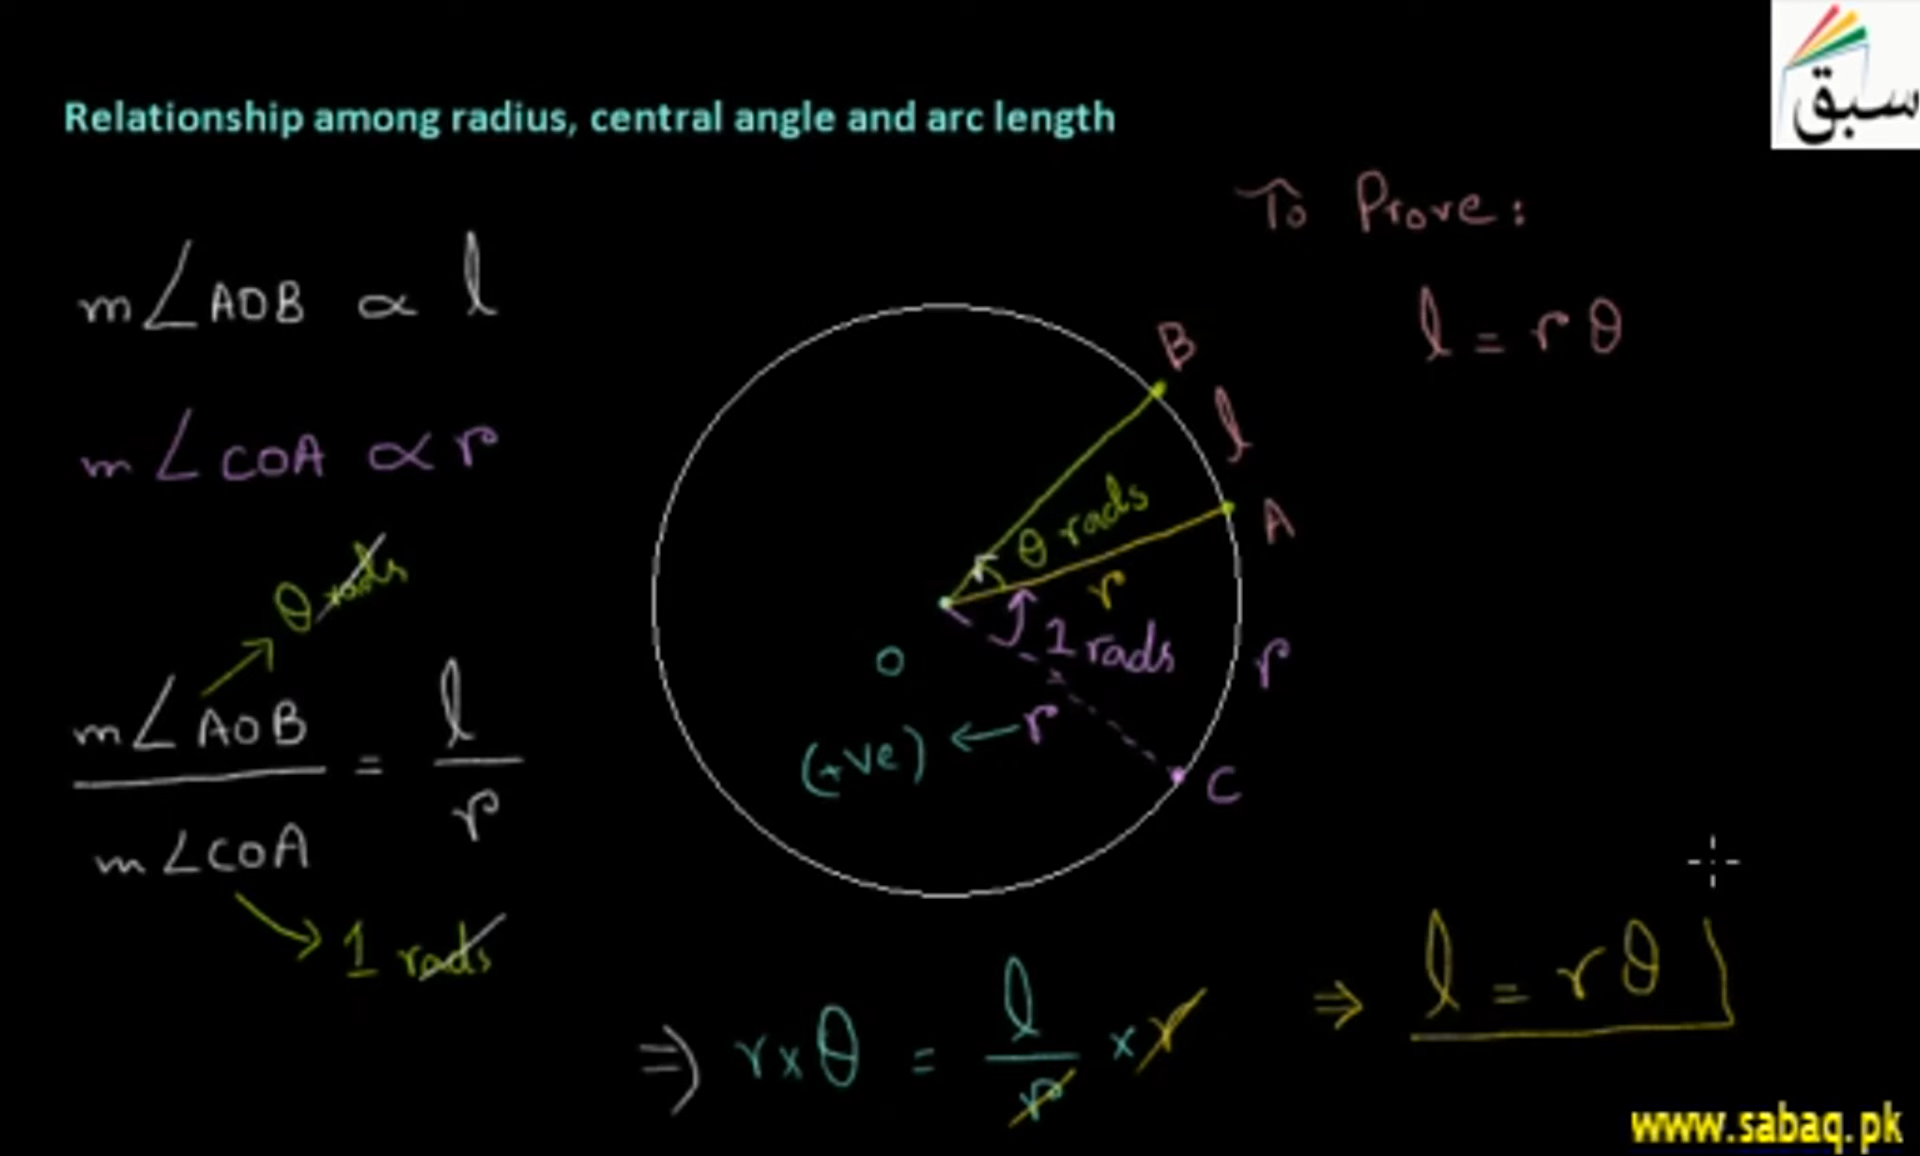 سبق
Relationship among radius, central angle and arc length
To Prove:
l = rθ
m∠AOB ∝ l
m∠COA ∝ r
θ rads
m∠AOB / m∠COA = l / r
1 rads
B
l
A
θ rads
r
1 rads
r
O
r
(+ve) ←
C
⇒ r × θ = l / r × r
⇒ l = rθ
www.sabaq.pk